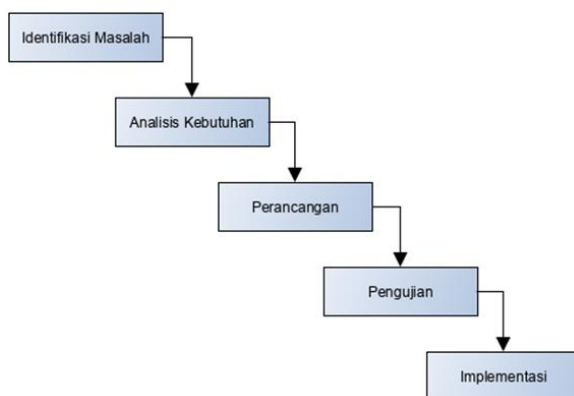 Identifikasi Masalah
Analisis Kebutuhan
Perancangan
Pengujian
Implementasi